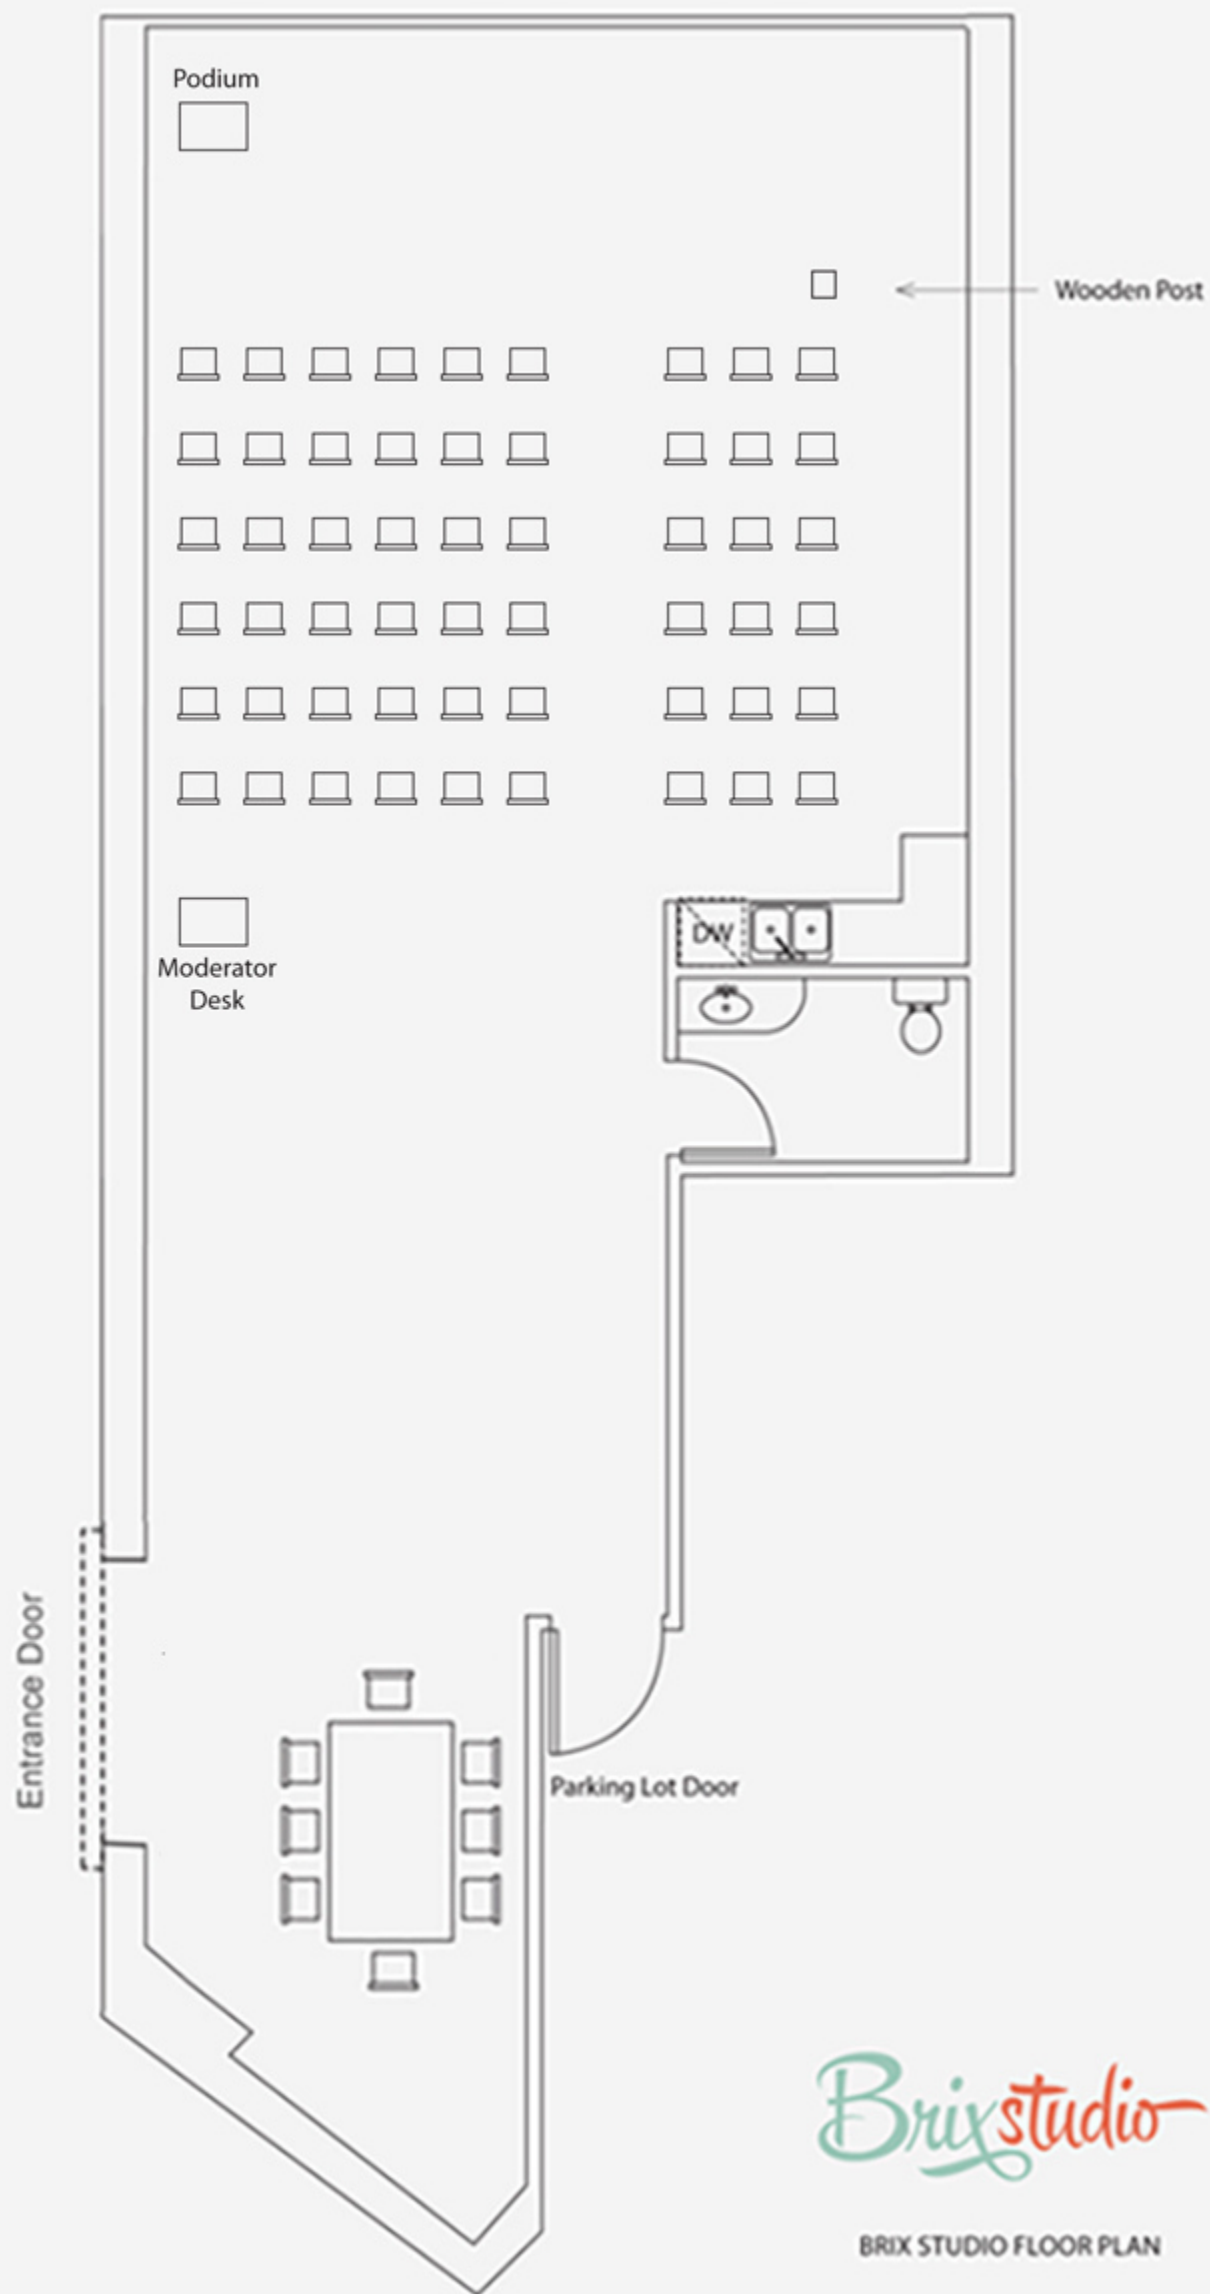 Podium
Wooden Post
Moderator
Desk
DW
Entrance Door
Parking Lot Door
Brixstudio
BRIX STUDIO FLOOR PLAN